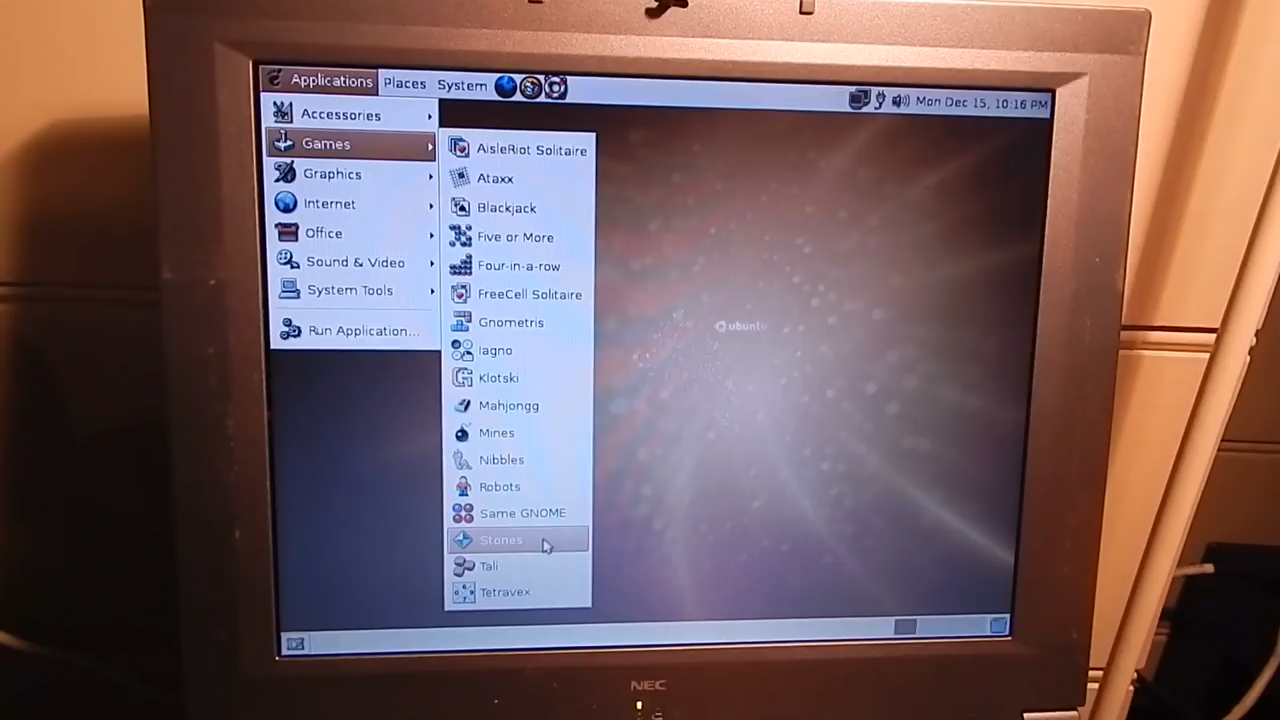 Applications Places System Mon Dec 15, 10:16 PM
Accessories
Games
Graphics
Internet
Office
Sound & Video
System Tools
Run Application...
AisleRiot Solitaire
Ataxx
Blackjack
Five or More
Four-in-a-row
FreeCell Solitaire
Gnometris
Iagno
Klotski
Mahjongg
Mines
Nibbles
Robots
Same GNOME
Stones
Tali
Tetravex
ubuntu
NEC